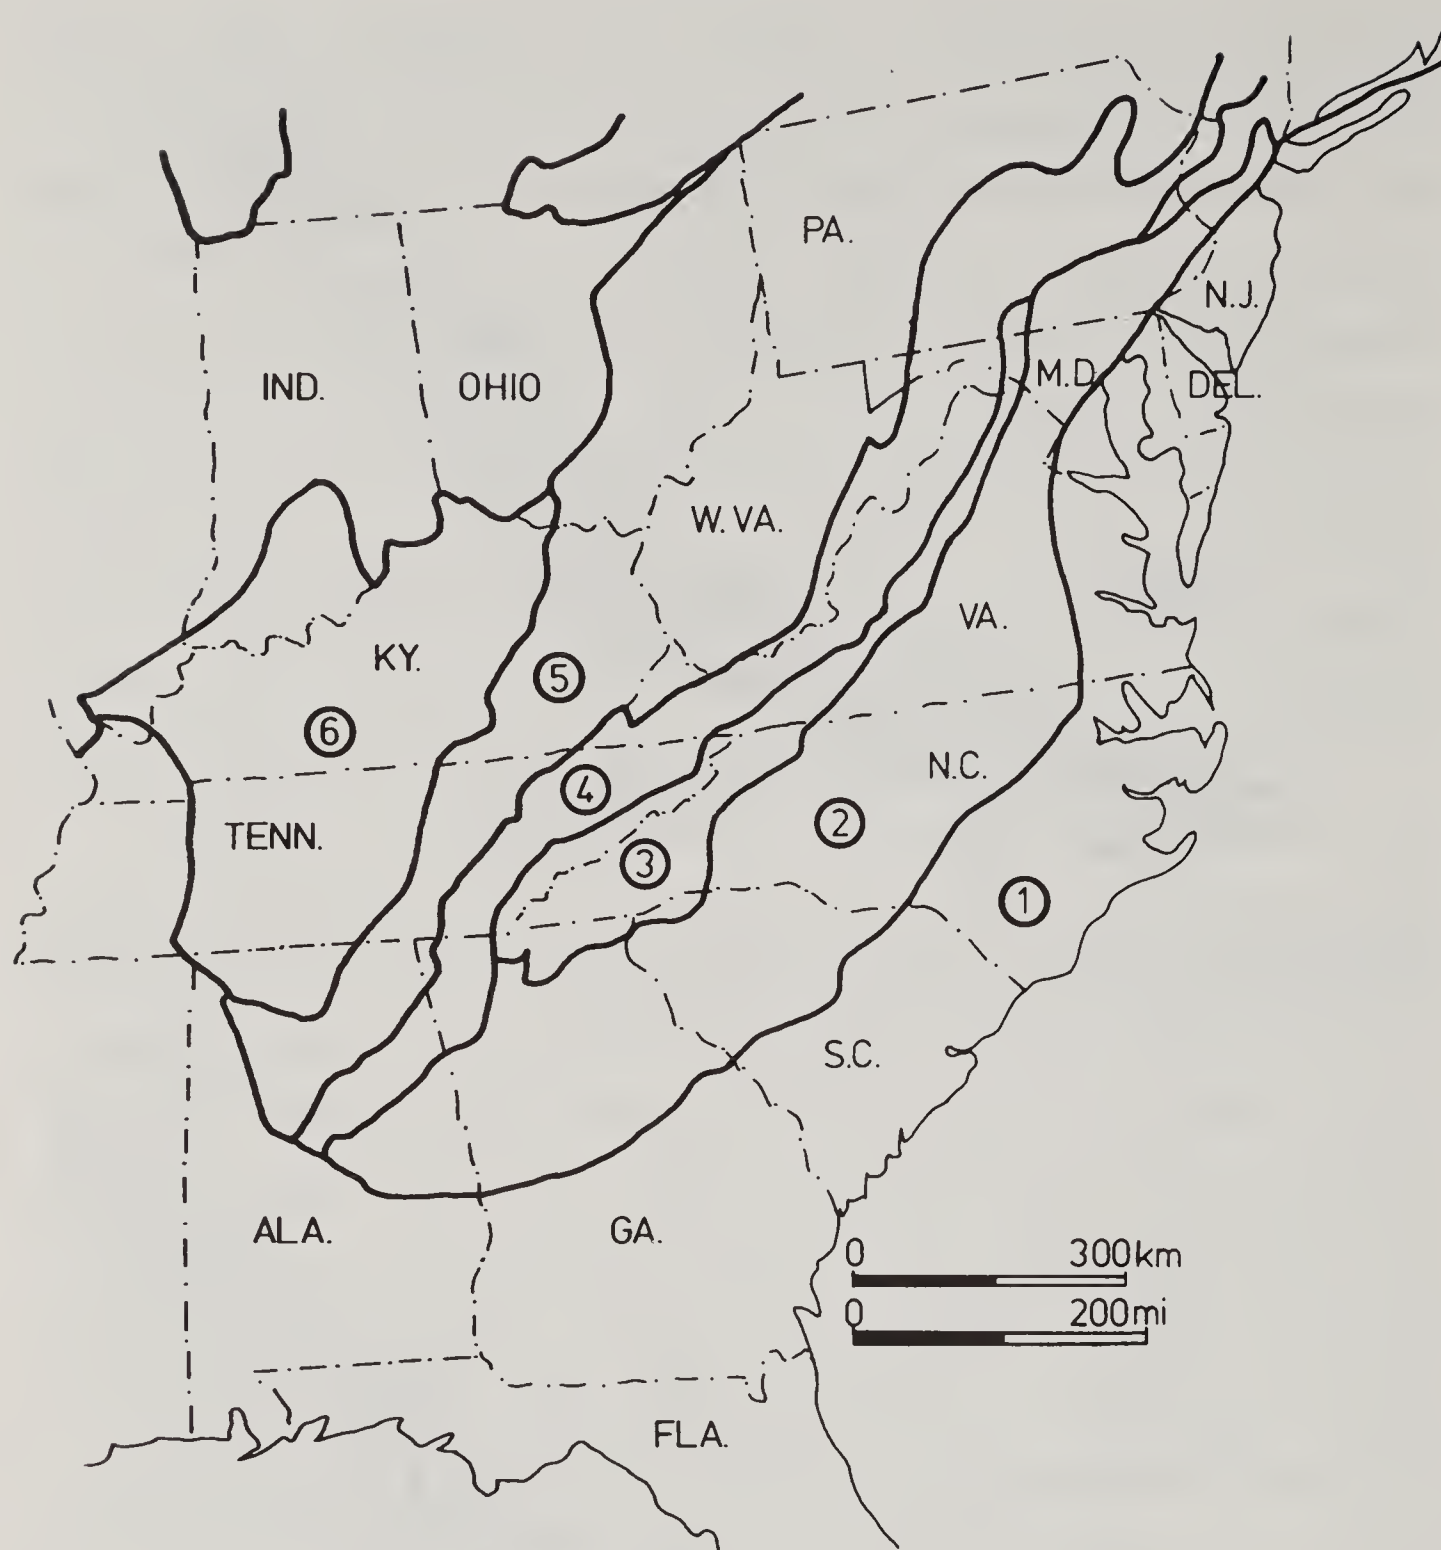 PA.
N.J.
IND.
OHIO
M.D.
DEL.
W.VA.
VA.
KY.
5
6
N.C.
4
TENN.
2
3
1
S.C.
ALA.
GA.
0 300km
0 200mi
FLA.